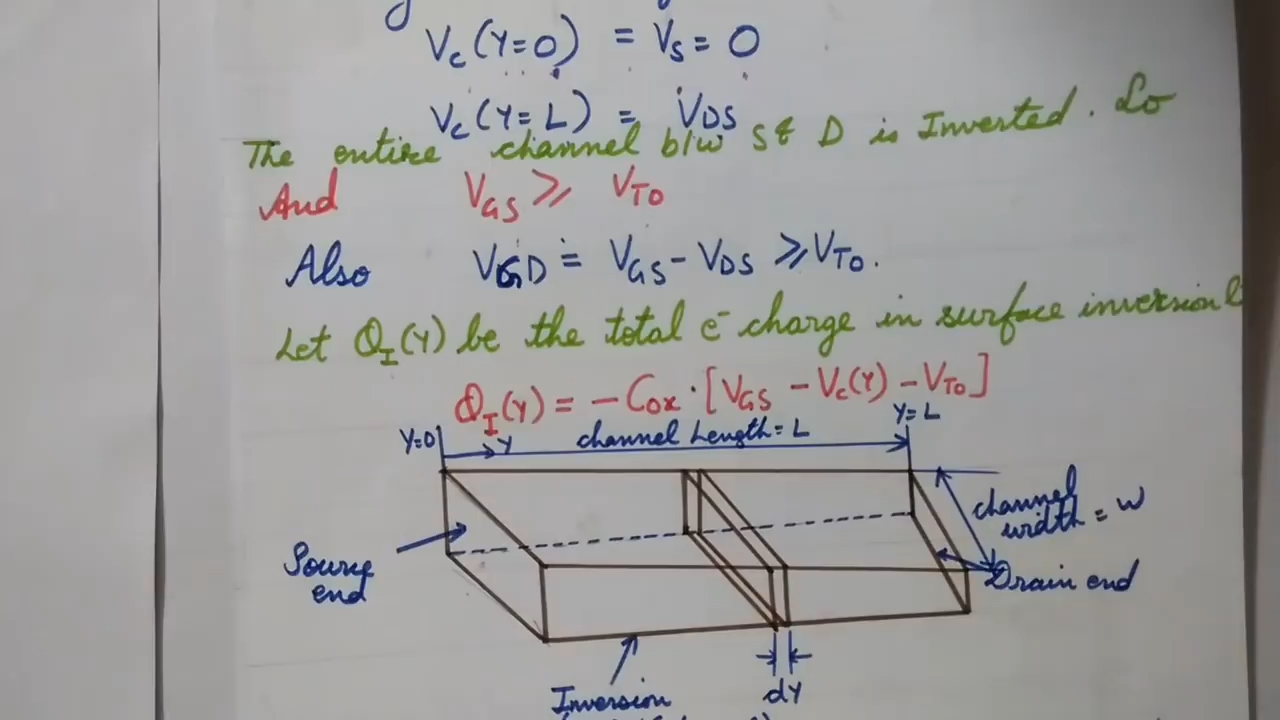 Vc(Y=0) = Vs = 0
Vc(Y=L) = VDS
The entire channel b/w S & D is Inverted. So
And VGS ⩾ VTO
Also VGD = VGS - VDS ⩾ VTO.
Let QI(Y) be the total e- charge in surface inversion
QI(Y) = -Cox·[VGS - Vc(Y) - VTO]
Y=0 Y channel Length = L Y=L
channel width = W
Source end
Drain end
dY
Inversion